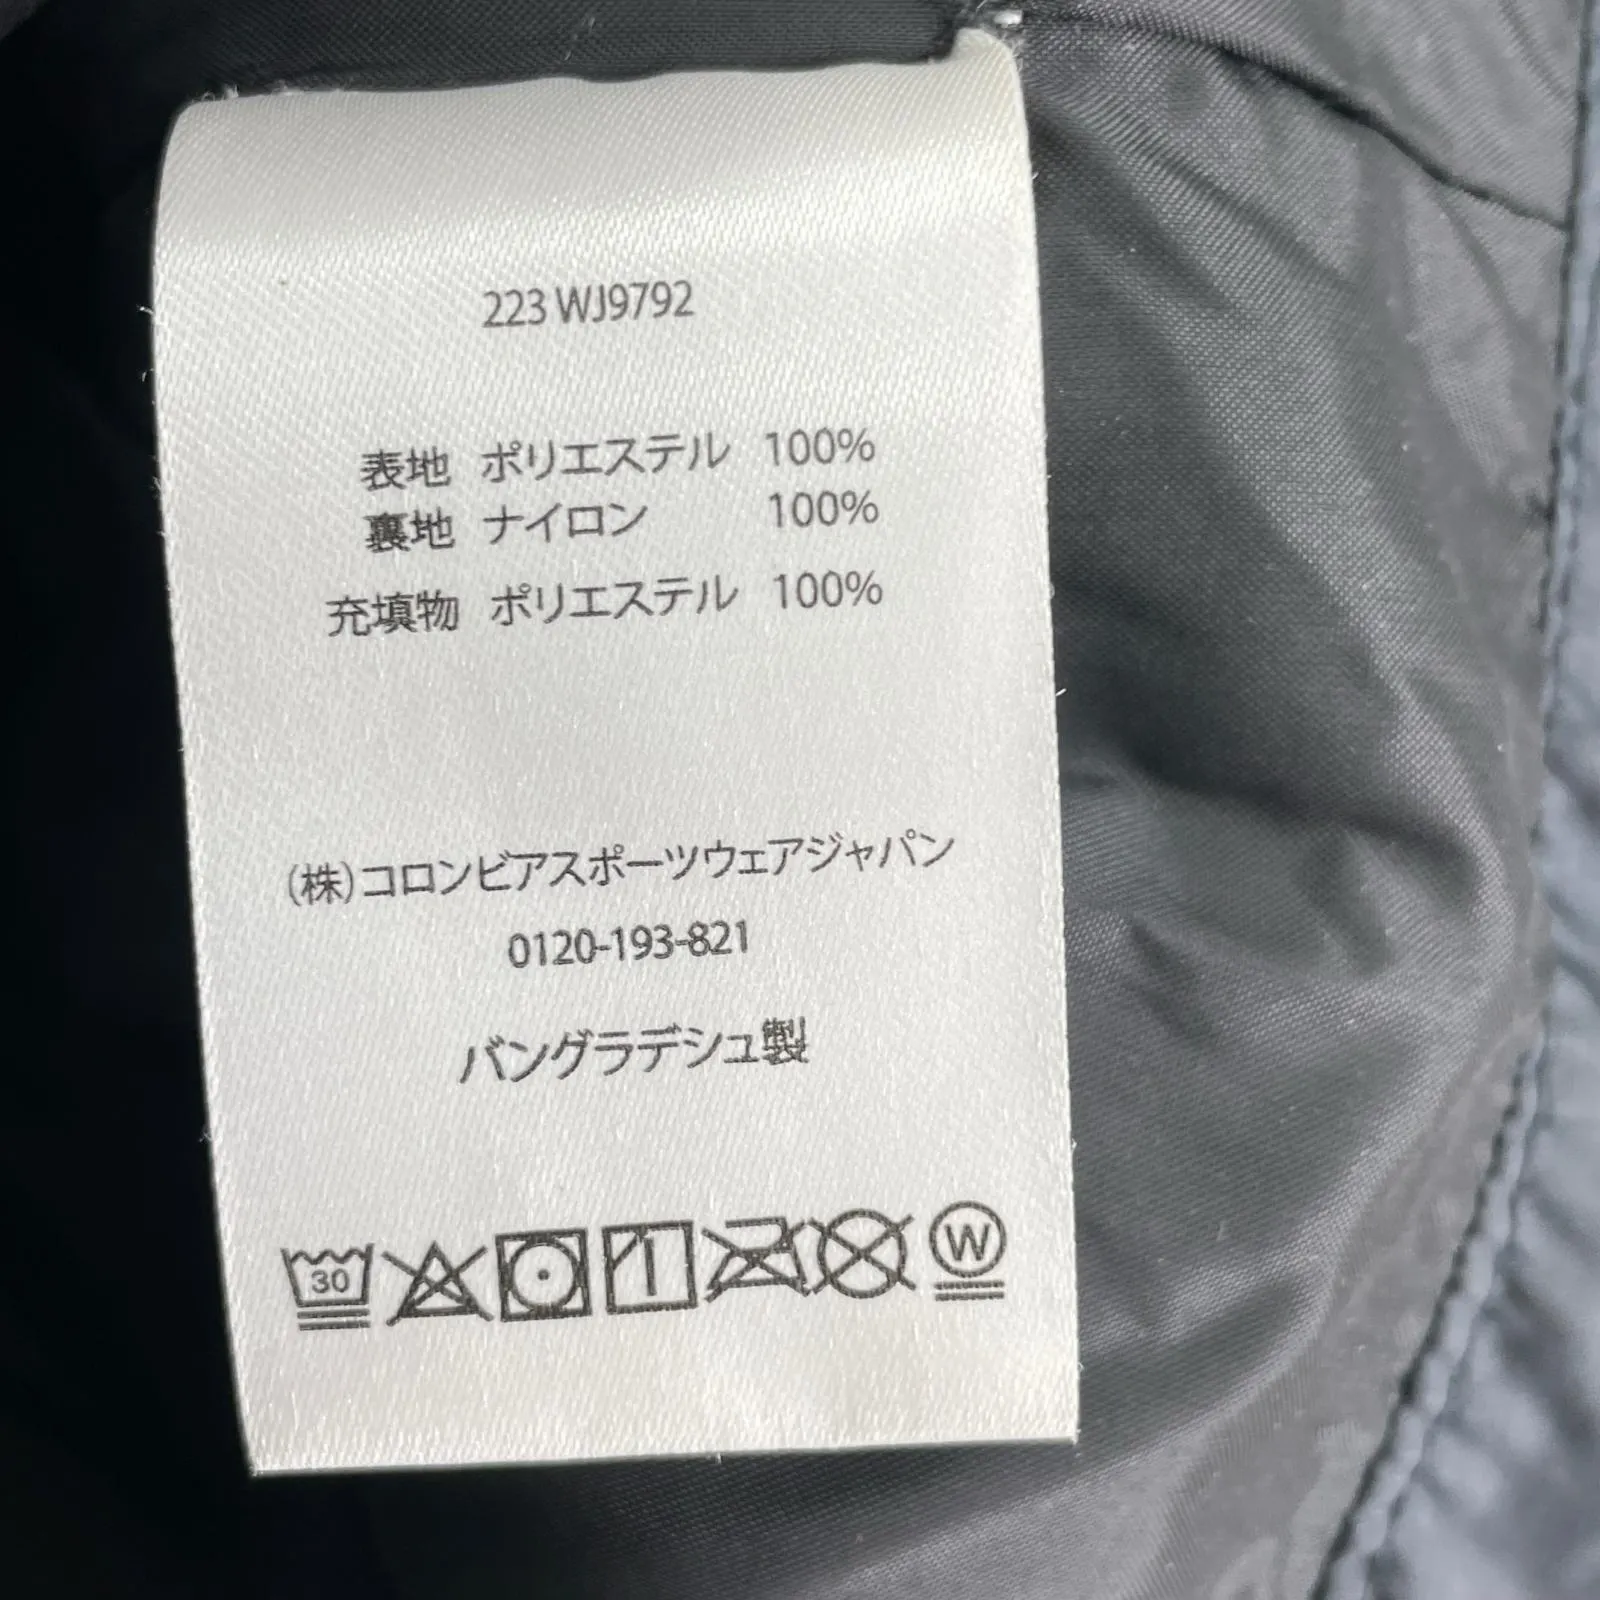 223 WJ9792
表地 ポリエステル 100%
裏地 ナイロン 100%
充填物 ポリエステル 100%
(株)コロンビアスポーツウェアジャパン
0120-193-821
バングラデシュ製
30 W